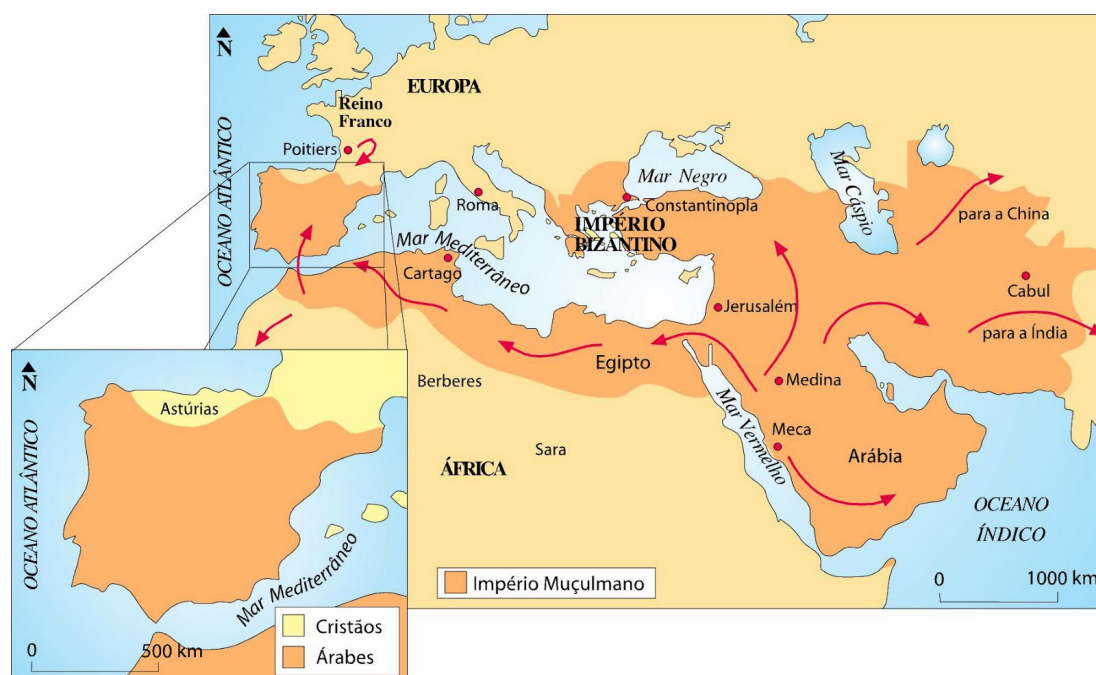 N
EUROPA
Reino
Franco
Poitiers
OCEANO ATLÂNTICO
Roma
Mar Negro
Constantinopla
IMPÉRIO
BIZANTINO
Mar Cáspio
para a China
Mar Mediterrâneo
Cartago
Jerusalém
Cabul
para a Índia
Egipto
Berberes
Medina
Mar Vermelho
Meca
Arábia
Sara
ÁFRICA
OCEANO
ÍNDICO
Império Muçulmano
0 1000 km
N
Astúrias
OCEANO ATLÂNTICO
Mar Mediterrâneo
Cristãos
Árabes
0 500 km